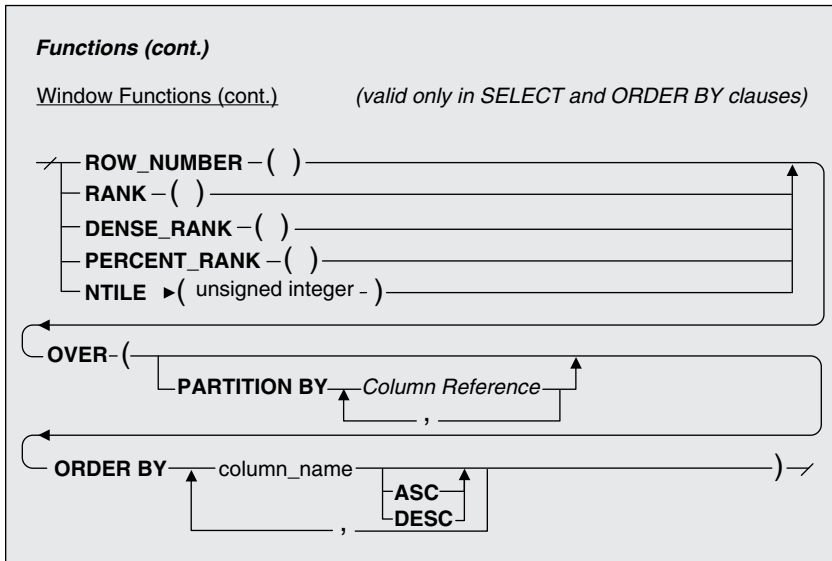 Functions (cont.)
Window Functions (cont.) (valid only in SELECT and ORDER BY clauses)
ROW_NUMBER ( )
RANK ( )
DENSE_RANK ( )
PERCENT_RANK ( )
NTILE ( unsigned integer )
OVER (
PARTITION BY Column Reference
,
ORDER BY column_name )
ASC
DESC
,